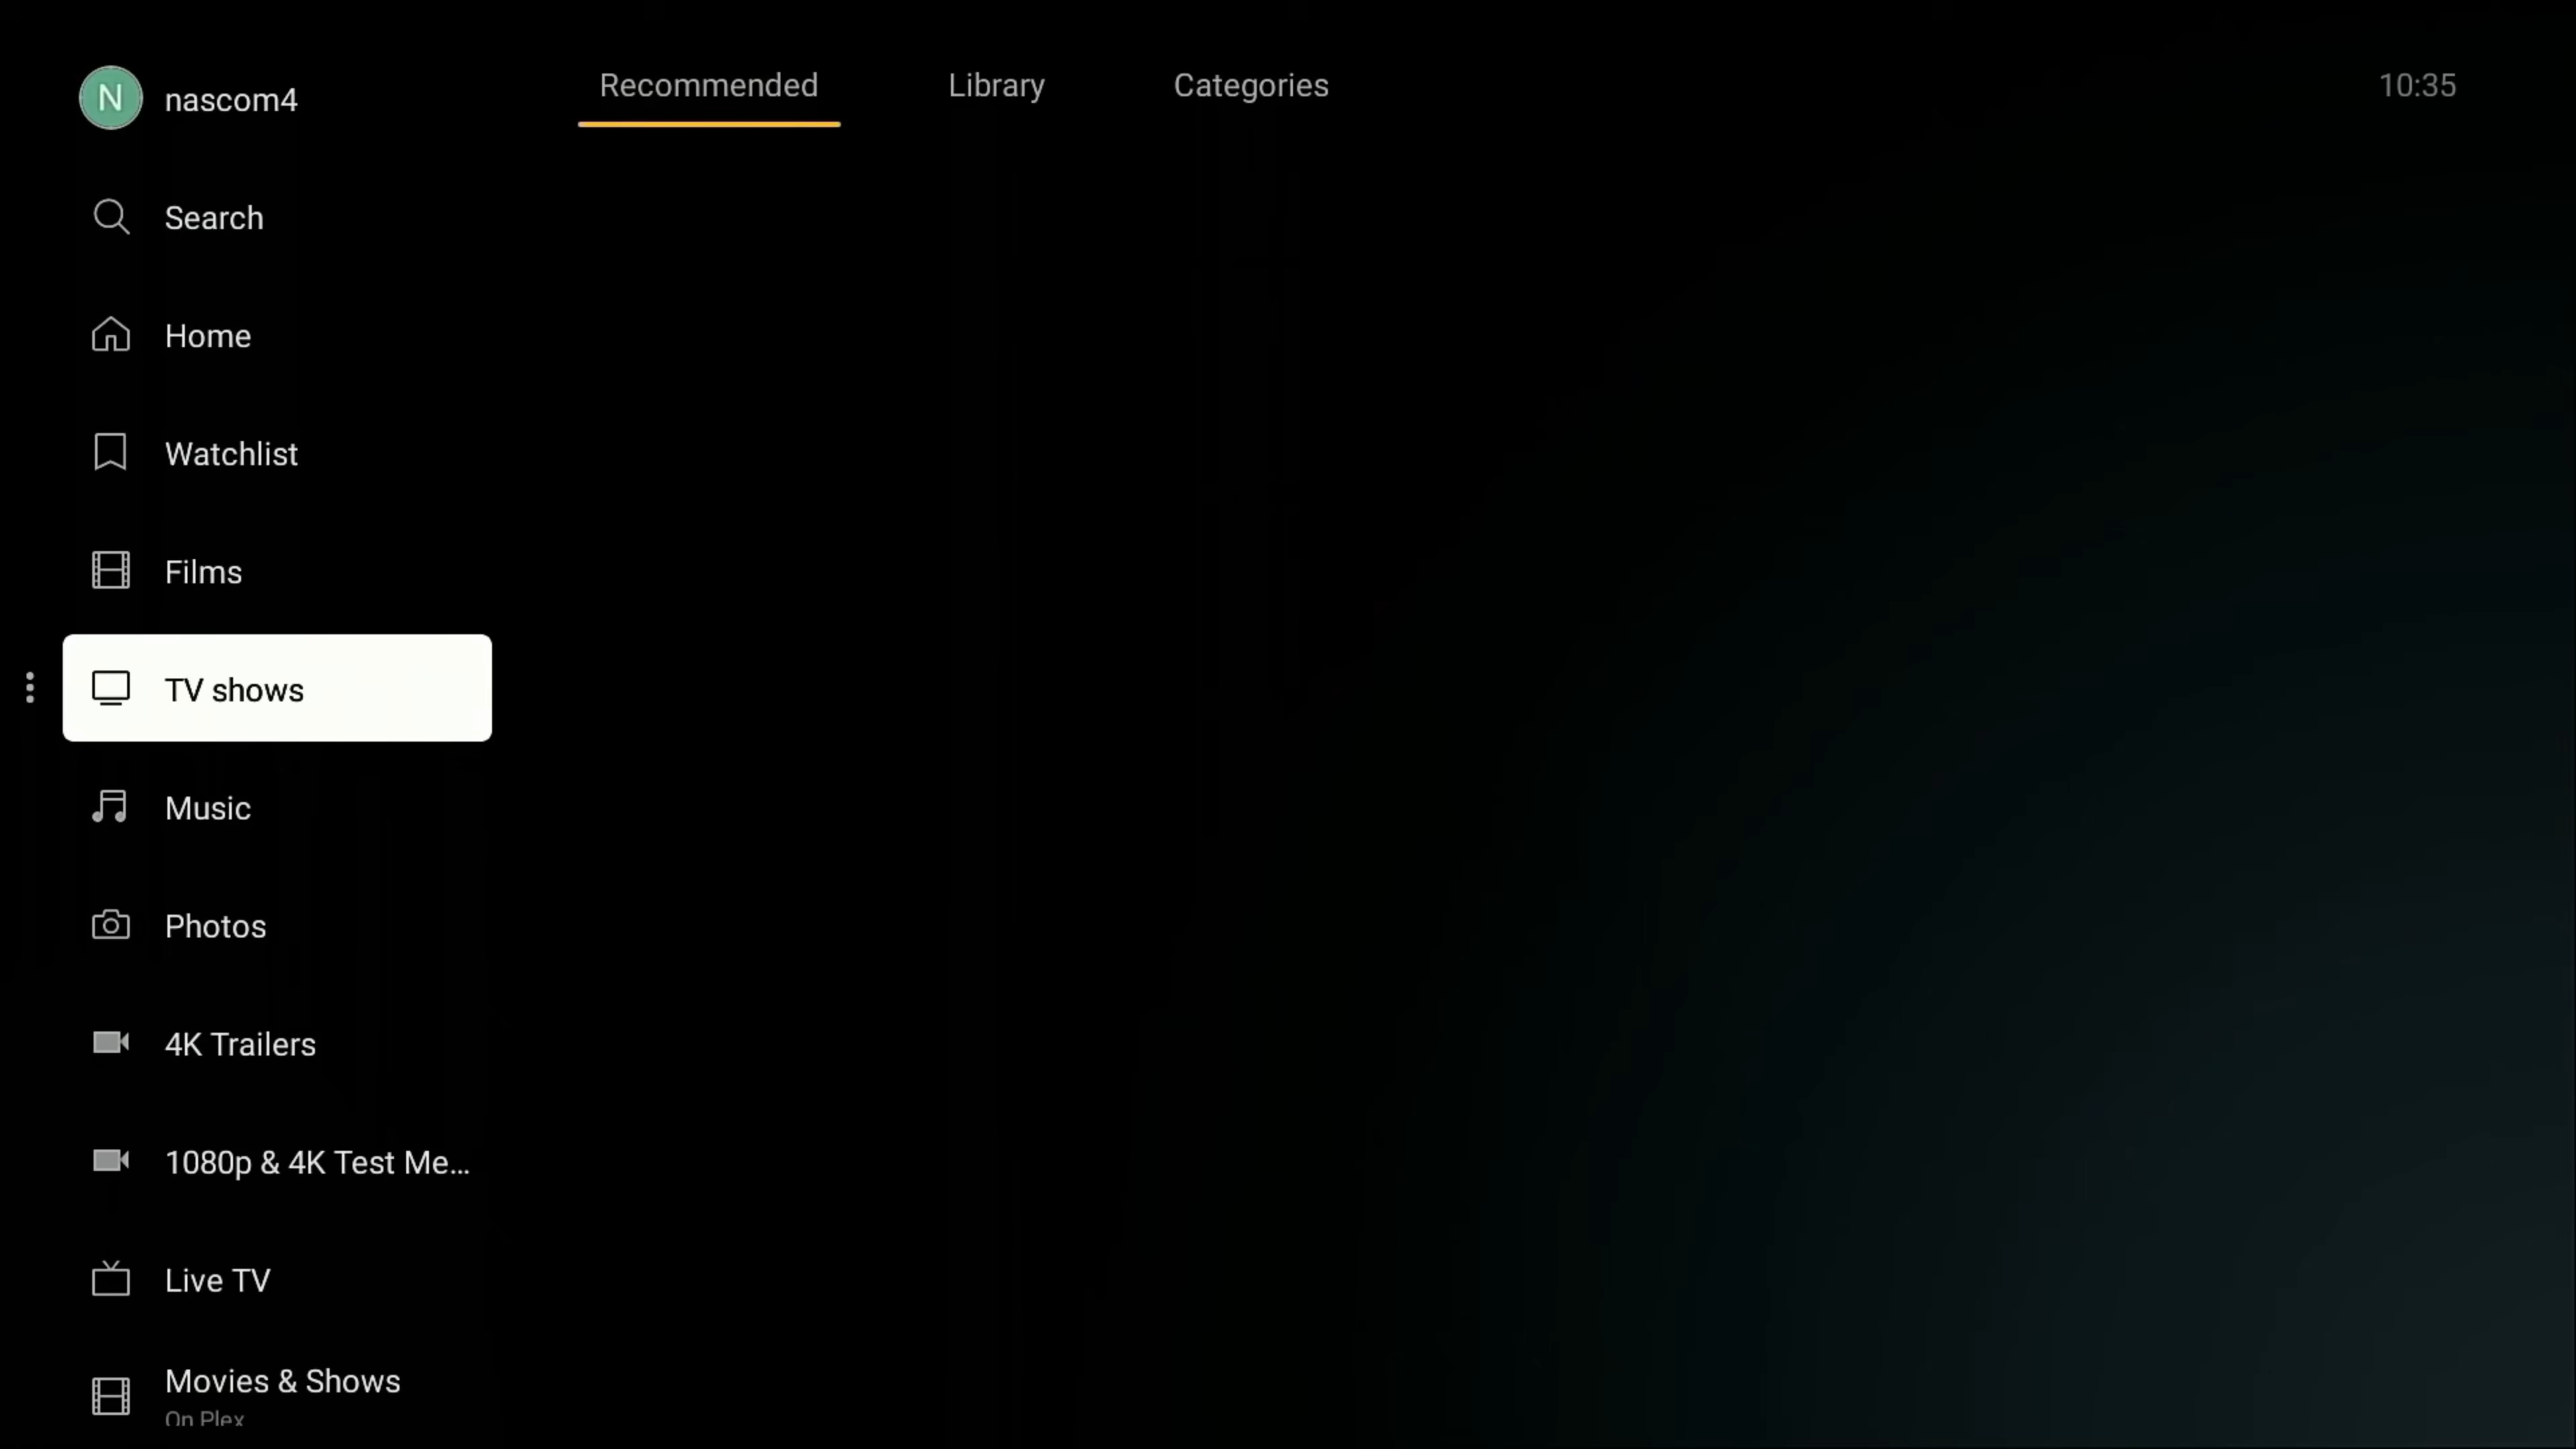 N
nascom4
Recommended
Library
Categories
10:35
Search
Home
Watchlist
Films
TV shows
Music
Photos
4K Trailers
1080p & 4K Test Me...
Live TV
Movies & Shows
On Plex